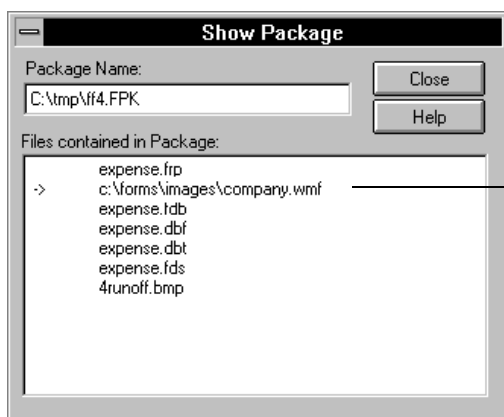 Show Package
Package Name:
Close
C:\tmp\ff4.FPK
Help
Files contained in Package:
expense.frp
-> c:\forms\images\company.wmf
expense.tdb
expense.dbf
expense.dbt
expense.fds
4runoff.bmp